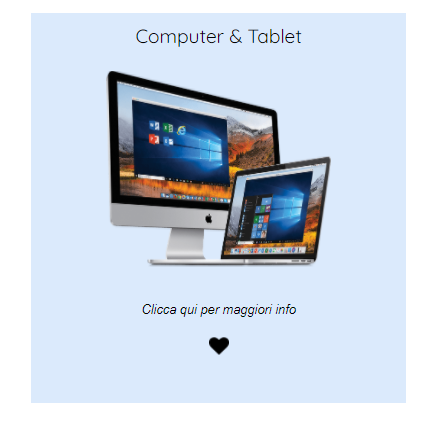 Computer & Tablet
Clicca qui per maggiori info